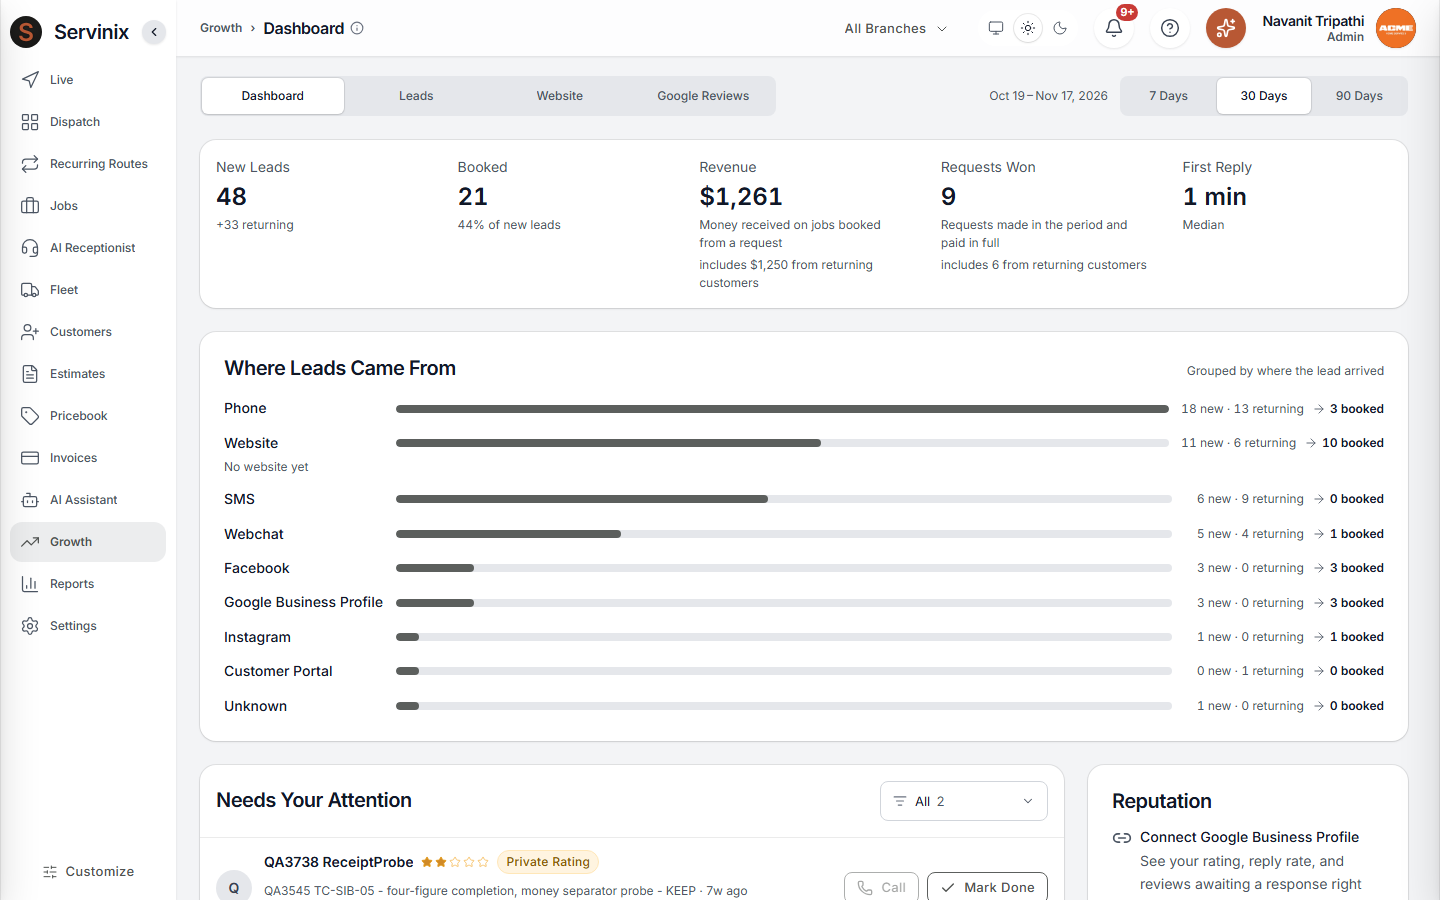 S Servinix
Growth > Dashboard
All Branches
9+
Navanit Tripathi
Admin
ACME
Live
Dispatch
Recurring Routes
Jobs
AI Receptionist
Fleet
Customers
Estimates
Pricebook
Invoices
AI Assistant
Growth
Reports
Settings
Customize
Dashboard Leads Website Google Reviews
Oct 19 – Nov 17, 2025
7 Days 30 Days 90 Days
New Leads
48
+33 returning
Booked
21
44% of new leads
Revenue
$1,261
Money received on jobs booked
from a request
includes $1,250 from returning
customers
Requests Won
9
Requests made in the period and
paid in full
includes 6 from returning customers
First Reply
1 min
Median
Where Leads Came From
Grouped by where the lead arrived
Phone 18 new · 13 returning → 3 booked
Website 11 new · 6 returning → 10 booked
No website yet
SMS 6 new · 9 returning → 0 booked
Webchat 5 new · 4 returning → 1 booked
Facebook 3 new · 0 returning → 3 booked
Google Business Profile 3 new · 0 returning → 3 booked
Instagram 1 new · 0 returning → 1 booked
Customer Portal 0 new · 1 returning → 0 booked
Unknown 1 new · 0 returning → 0 booked
Needs Your Attention
All 2
Q
QA3738 ReceiptProbe Private Rating
QA3545 TC-SIB-05 - four-figure completion, money separator probe - KEEP · 7w ago
Call Mark Done
Reputation
Connect Google Business Profile
See your rating, reply rate, and
reviews awaiting a response right